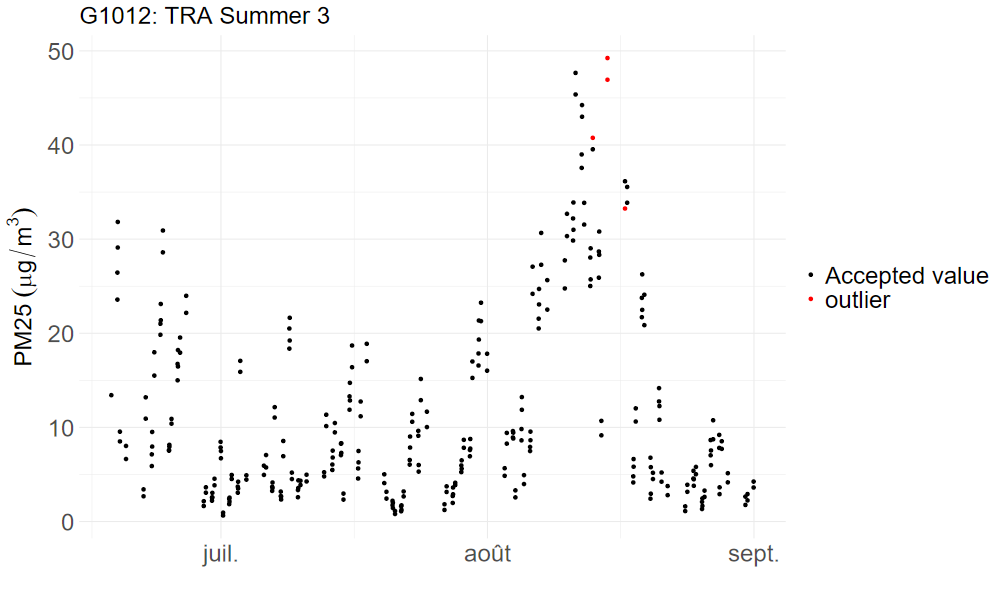 G1012: TRA Summer 3
PM25 (μg/m³)
50
40
30
20
10
0
juil.
août
sept.
Accepted value
outlier